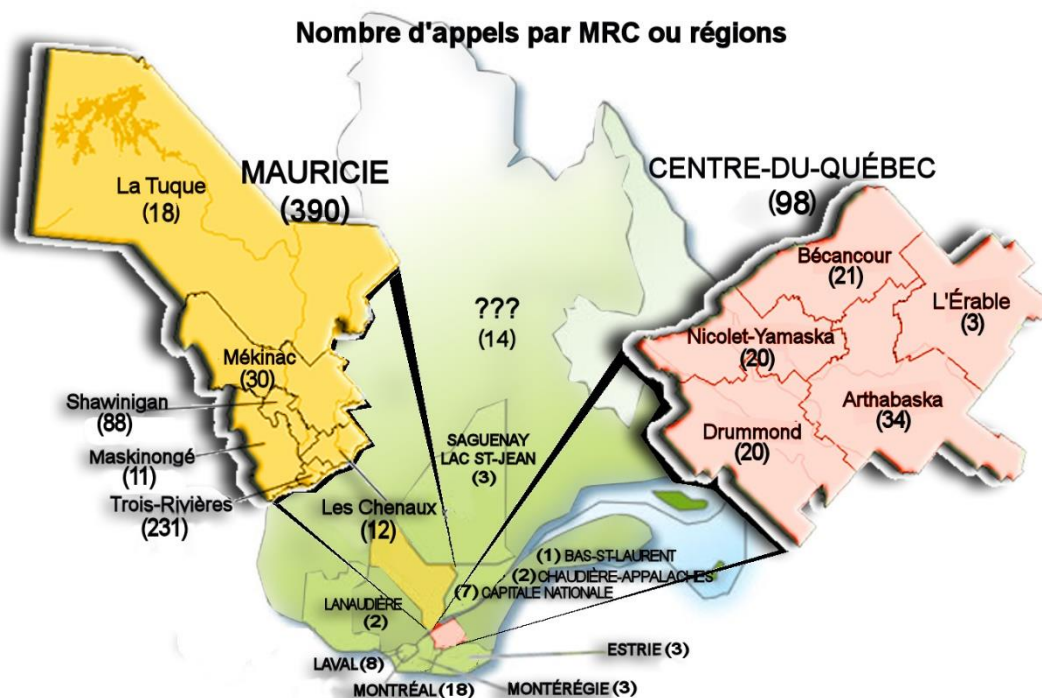 Nombre d'appels par MRC ou régions
MAURICIE
(390)
La Tuque
(18)
Mékinac
(30)
Shawinigan
(88)
Maskinongé
(11)
Trois-Rivières
(231)
Les Chenaux
(12)
CENTRE-DU-QUÉBEC
(98)
Bécancour
(21)
L'Érable
(3)
Nicolet-Yamaska
(20)
Arthabaska
(34)
Drummond
(20)
???
(14)
SAGUENAY
LAC ST-JEAN
(3)
(1) BAS-ST-LAURENT
(2) CHAUDIÈRE-APPALACHES
(7) CAPITALE NATIONALE
LANAUDIÈRE
(2)
LAVAL (8)
MONTRÉAL (18)
MONTÉRÉGIE (3)
ESTRIE (3)